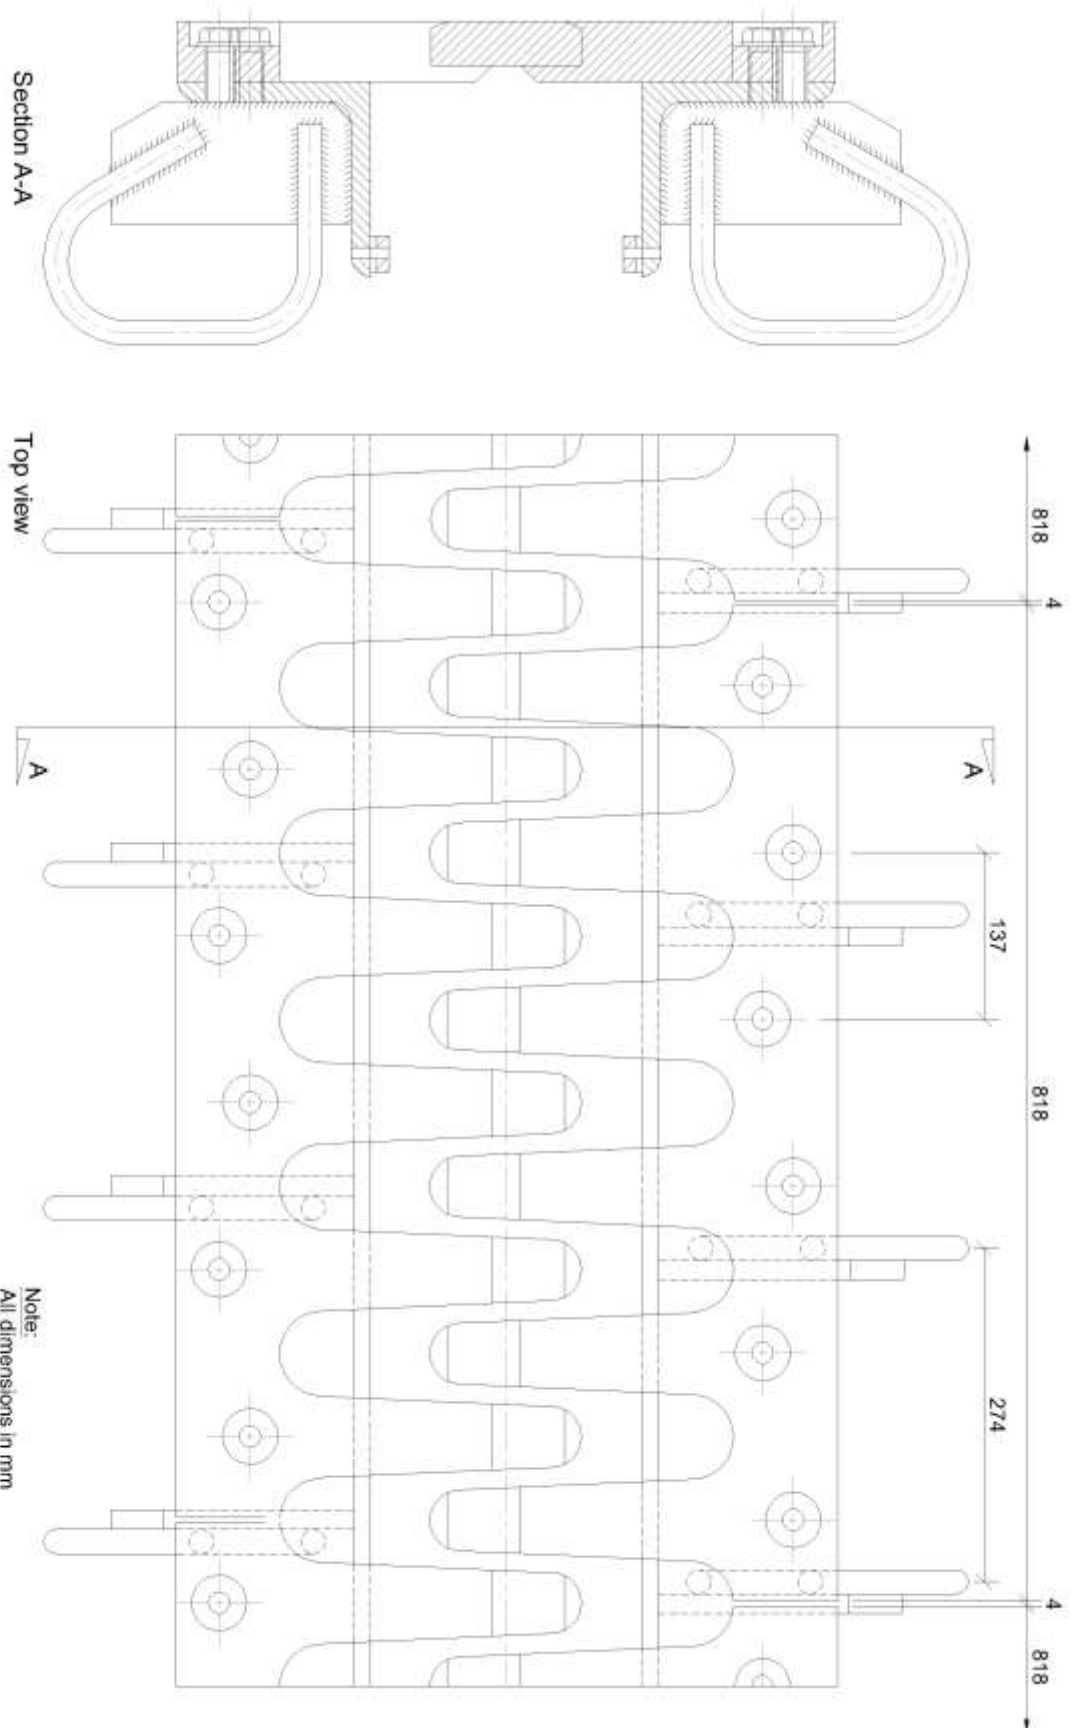 Section A-A
Top view
818
4
818
4
818
137
274
A
A
Note:
All dimensions in mm